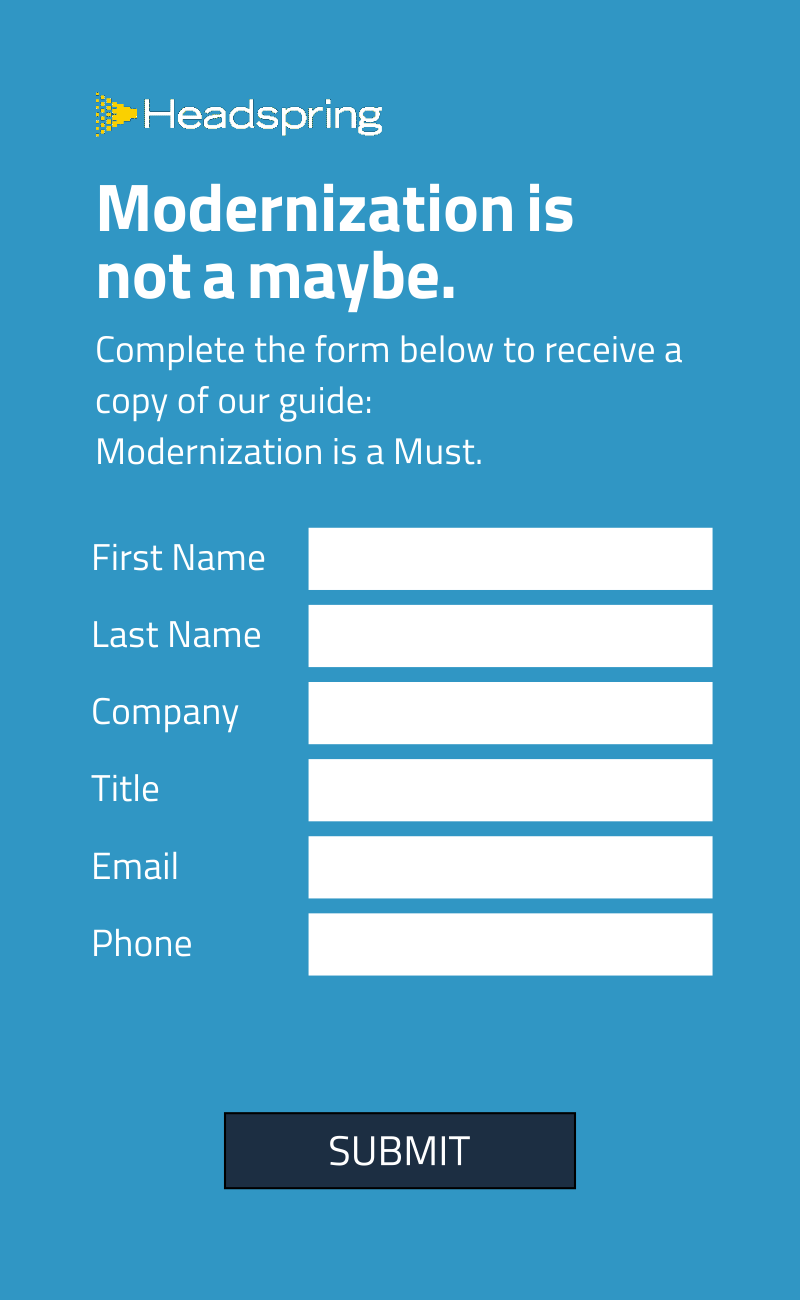 Headspring
Modernization is
not a maybe.
Complete the form below to receive a
copy of our guide:
Modernization is a Must.
First Name
Last Name
Company
Title
Email
Phone
SUBMIT